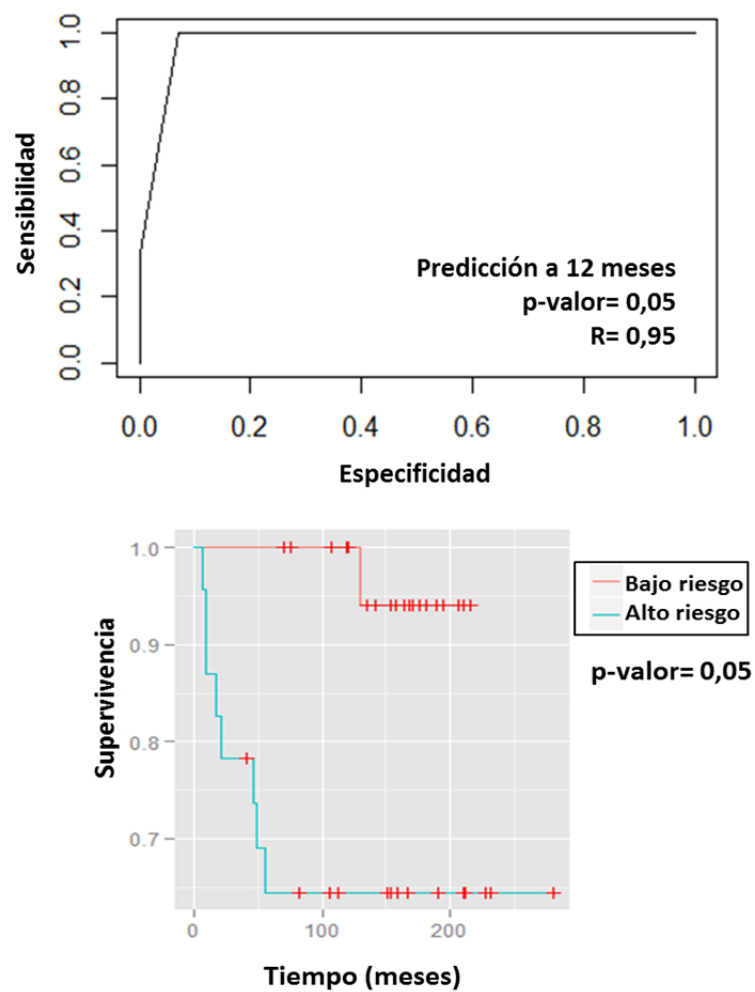 1.0
0.8
0.6
0.4
0.2
0.0
Sensibilidad
Predicción a 12 meses
p-valor= 0,05
R= 0,95
0.0 0.2 0.4 0.6 0.8 1.0
Especificidad
1.0
0.9
0.8
0.7
Supervivencia
Bajo riesgo
Alto riesgo
p-valor= 0,05
0 100 200
Tiempo (meses)